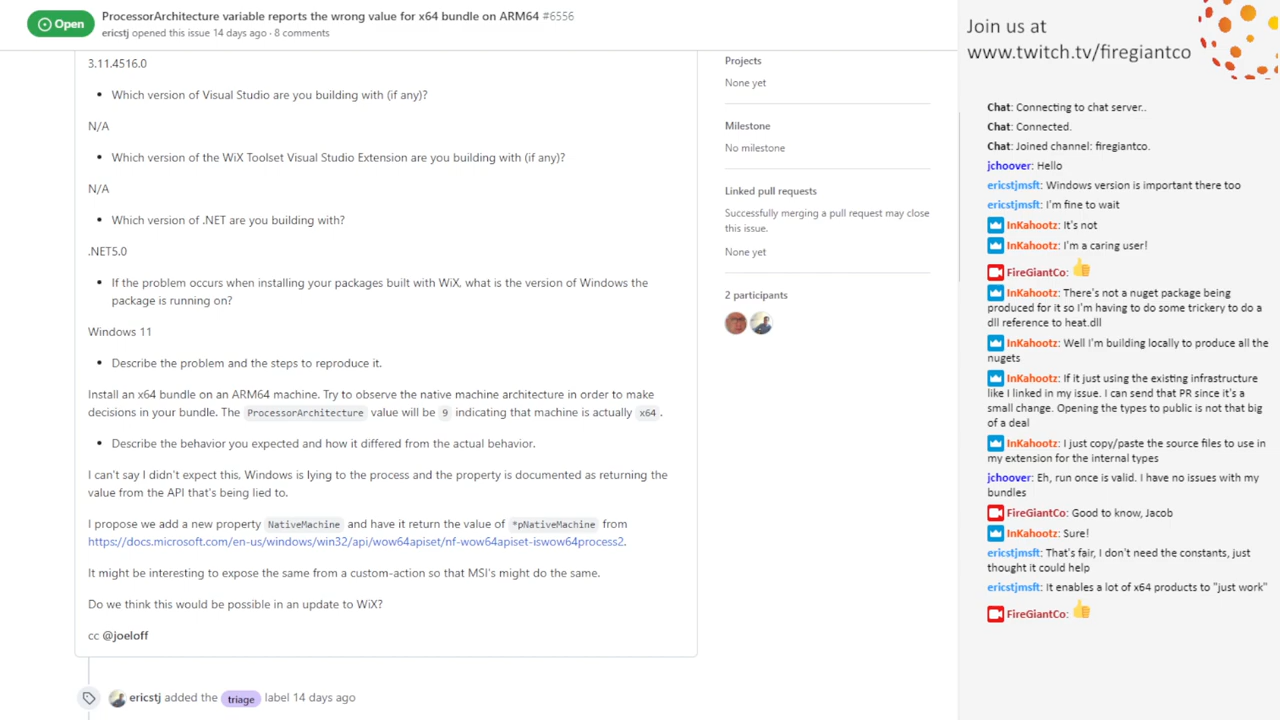 Open
ProcessorArchitecture variable reports the wrong value for x64 bundle on ARM64 #6556
ericstj opened this issue 14 days ago · 8 comments
3.11.4516.0
• Which version of Visual Studio are you building with (if any)?
N/A
• Which version of the WiX Toolset Visual Studio Extension are you building with (if any)?
N/A
• Which version of .NET are you building with?
.NET5.0
• If the problem occurs when installing your packages built with WiX, what is the version of Windows the
package is running on?
Windows 11
• Describe the problem and the steps to reproduce it.
Install an x64 bundle on an ARM64 machine. Try to observe the native machine architecture in order to make
decisions in your bundle. The ProcessorArchitecture value will be 9 indicating that machine is actually x64.
• Describe the behavior you expected and how it differed from the actual behavior.
I can't say I didn't expect this, Windows is lying to the process and the property is documented as returning the
value from the API that's being lied to.
I propose we add a new property NativeMachine and have it return the value of *pNativeMachine from
https://docs.microsoft.com/en-us/windows/win32/api/wow64apiset/nf-wow64apiset-iswow64process2.
It might be interesting to expose the same from a custom-action so that MSI's might do the same.
Do we think this would be possible in an update to WiX?
cc @joeloff
ericstj added the triage label 14 days ago
Projects
None yet
Milestone
No milestone
Linked pull requests
Successfully merging a pull request may close
this issue.
None yet
2 participants
Join us at
www.twitch.tv/firegiantco
Chat: Connecting to chat server..
Chat: Connected.
Chat: Joined channel: firegiantco.
jchoover: Hello
ericstjmsft: Windows version is important there too
ericstjmsft: I'm fine to wait
InKahootz: It's not
InKahootz: I'm a caring user!
FireGiantCo:
InKahootz: There's not a nuget package being
produced for it so I'm having to do some trickery to do a
dll reference to heat.dll
InKahootz: Well I'm building locally to produce all the
nugets
InKahootz: If it just using the existing infrastructure
like I linked in my issue. I can send that PR since it's a
small change. Opening the types to public is not that big
of a deal
InKahootz: I just copy/paste the source files to use in
my extension for the internal types
jchoover: Eh, run once is valid. I have no issues with my
bundles
FireGiantCo: Good to know, Jacob
InKahootz: Sure!
ericstjmsft: That's fair, I don't need the constants, just
thought it could help
ericstjmsft: It enables a lot of x64 products to "just work"
FireGiantCo: